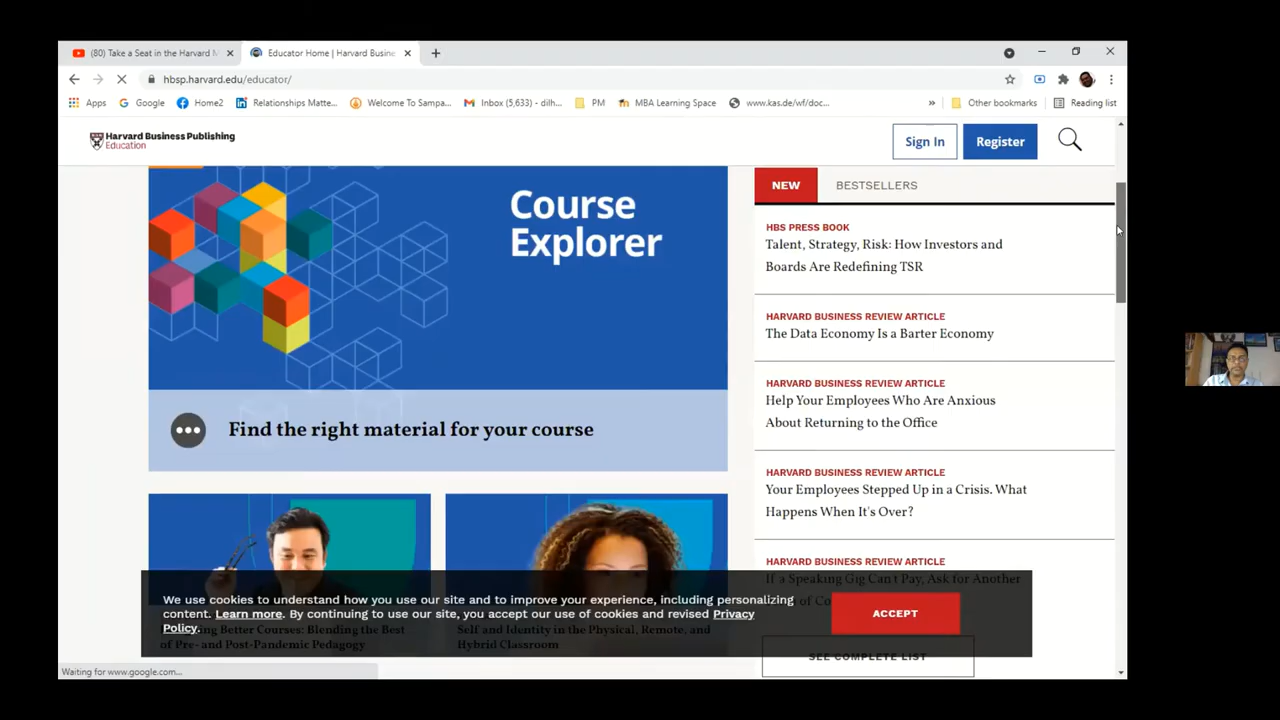 (80) Take a Seat in the Harvard M
Educator Home | Harvard Busine
hbsp.harvard.edu/educator/
Apps
Google
Home2
Relationships Matte...
Welcome To Sampa...
Inbox (5,633) - dilh...
PM
MBA Learning Space
www.kas.de/wf/doc...
»
Other bookmarks
Reading list
Harvard Business Publishing
Education
Sign In
Register
Course
Explorer
Find the right material for your course
NEW
BESTSELLERS
HBS PRESS BOOK
Talent, Strategy, Risk: How Investors and
Boards Are Redefining TSR
HARVARD BUSINESS REVIEW ARTICLE
The Data Economy Is a Barter Economy
HARVARD BUSINESS REVIEW ARTICLE
Help Your Employees Who Are Anxious
About Returning to the Office
HARVARD BUSINESS REVIEW ARTICLE
Your Employees Stepped Up in a Crisis. What
Happens When It's Over?
HARVARD BUSINESS REVIEW ARTICLE
If a Speaking Gig Can't Pay, Ask for Another
of Co
SEE COMPLETE LIST
We use cookies to understand how you use our site and to improve your experience, including personalizing
content. Learn more. By continuing to use our site, you accept our use of cookies and revised Privacy
Policy.
ACCEPT
Better Courses: Blending the Best
of Pre- and Post-Pandemic Pedagogy
Self and Identity in the Physical, Remote, and
Hybrid Classroom
Waiting for www.google.com...